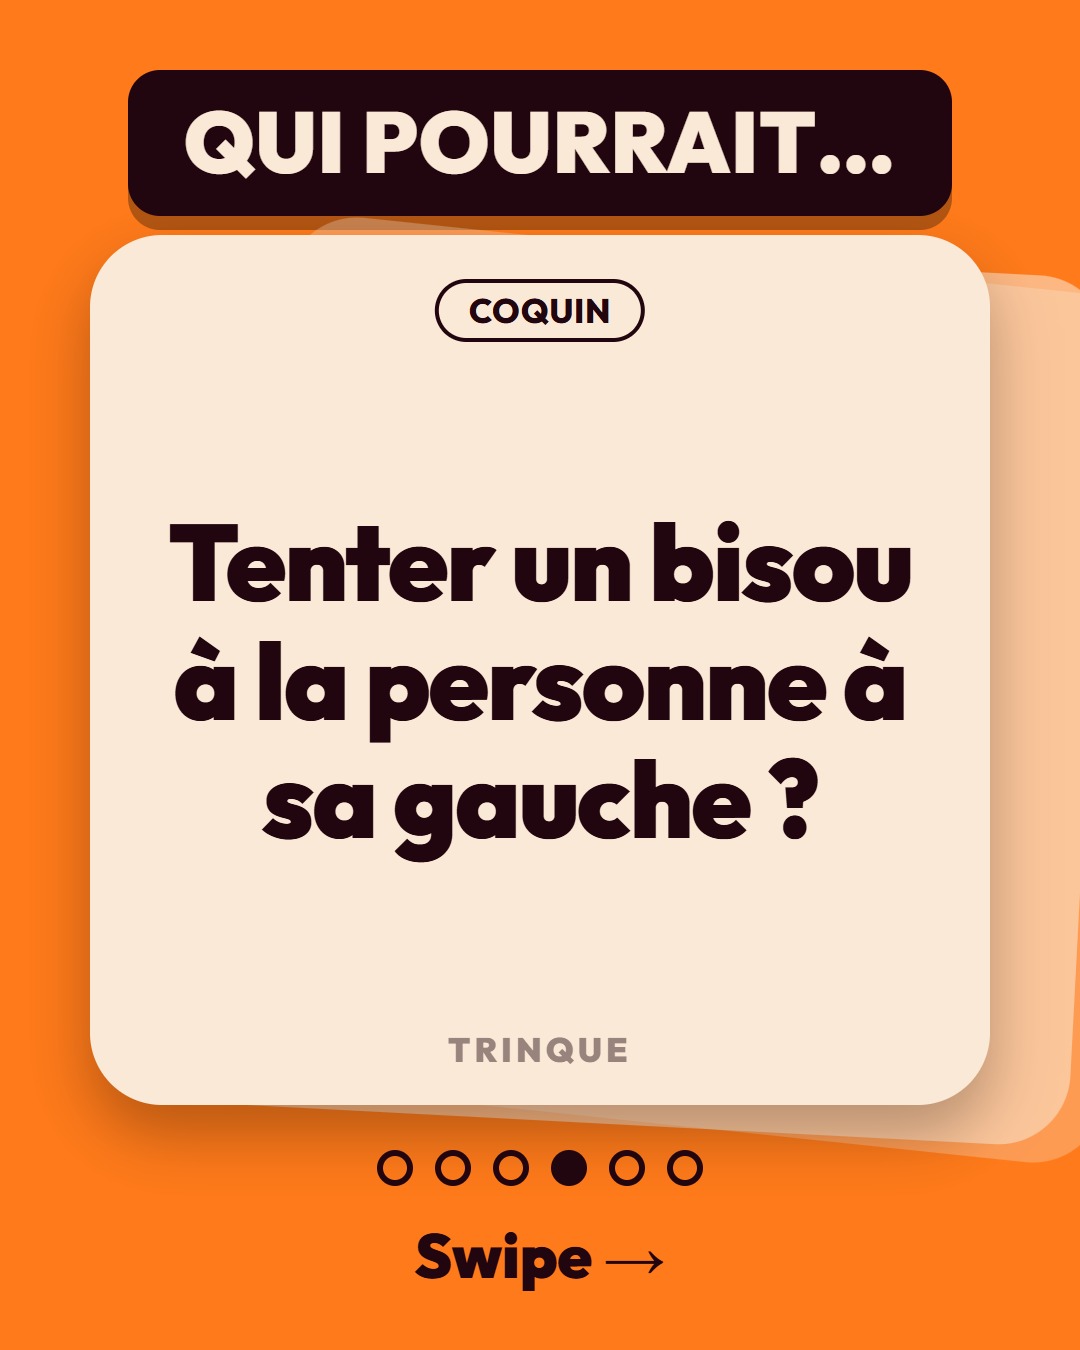 QUI POURRAIT...
COQUIN
Tenter un bisou
à la personne à
sa gauche ?
TRINQUE
Swipe →